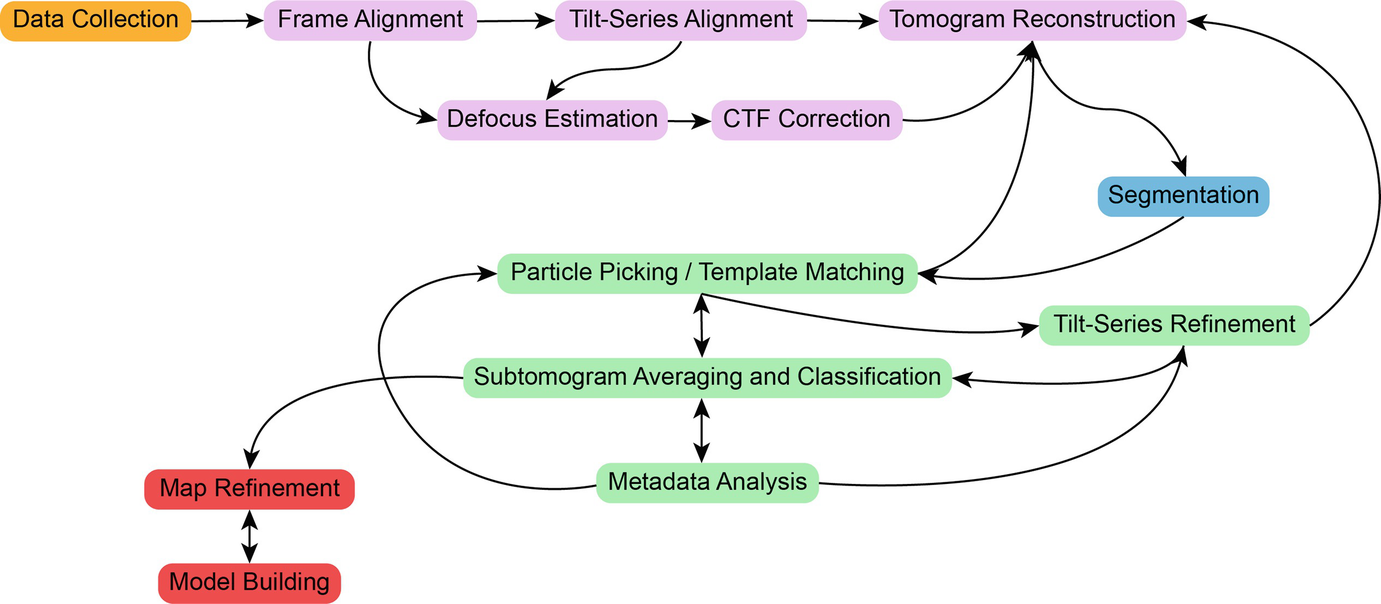 Data Collection
Frame Alignment
Tilt-Series Alignment
Tomogram Reconstruction
Defocus Estimation
CTF Correction
Segmentation
Particle Picking / Template Matching
Tilt-Series Refinement
Subtomogram Averaging and Classification
Metadata Analysis
Map Refinement
Model Building